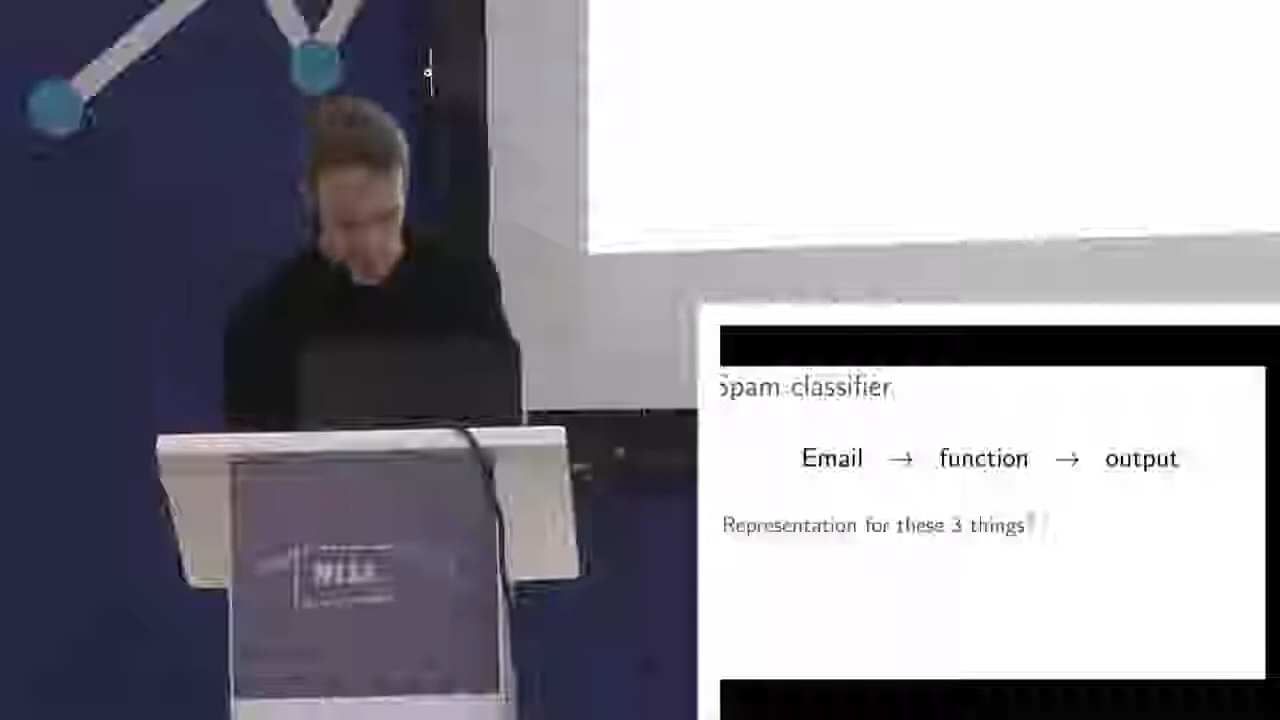 Spam classifier
Email → function → output
Representation for these 3 things